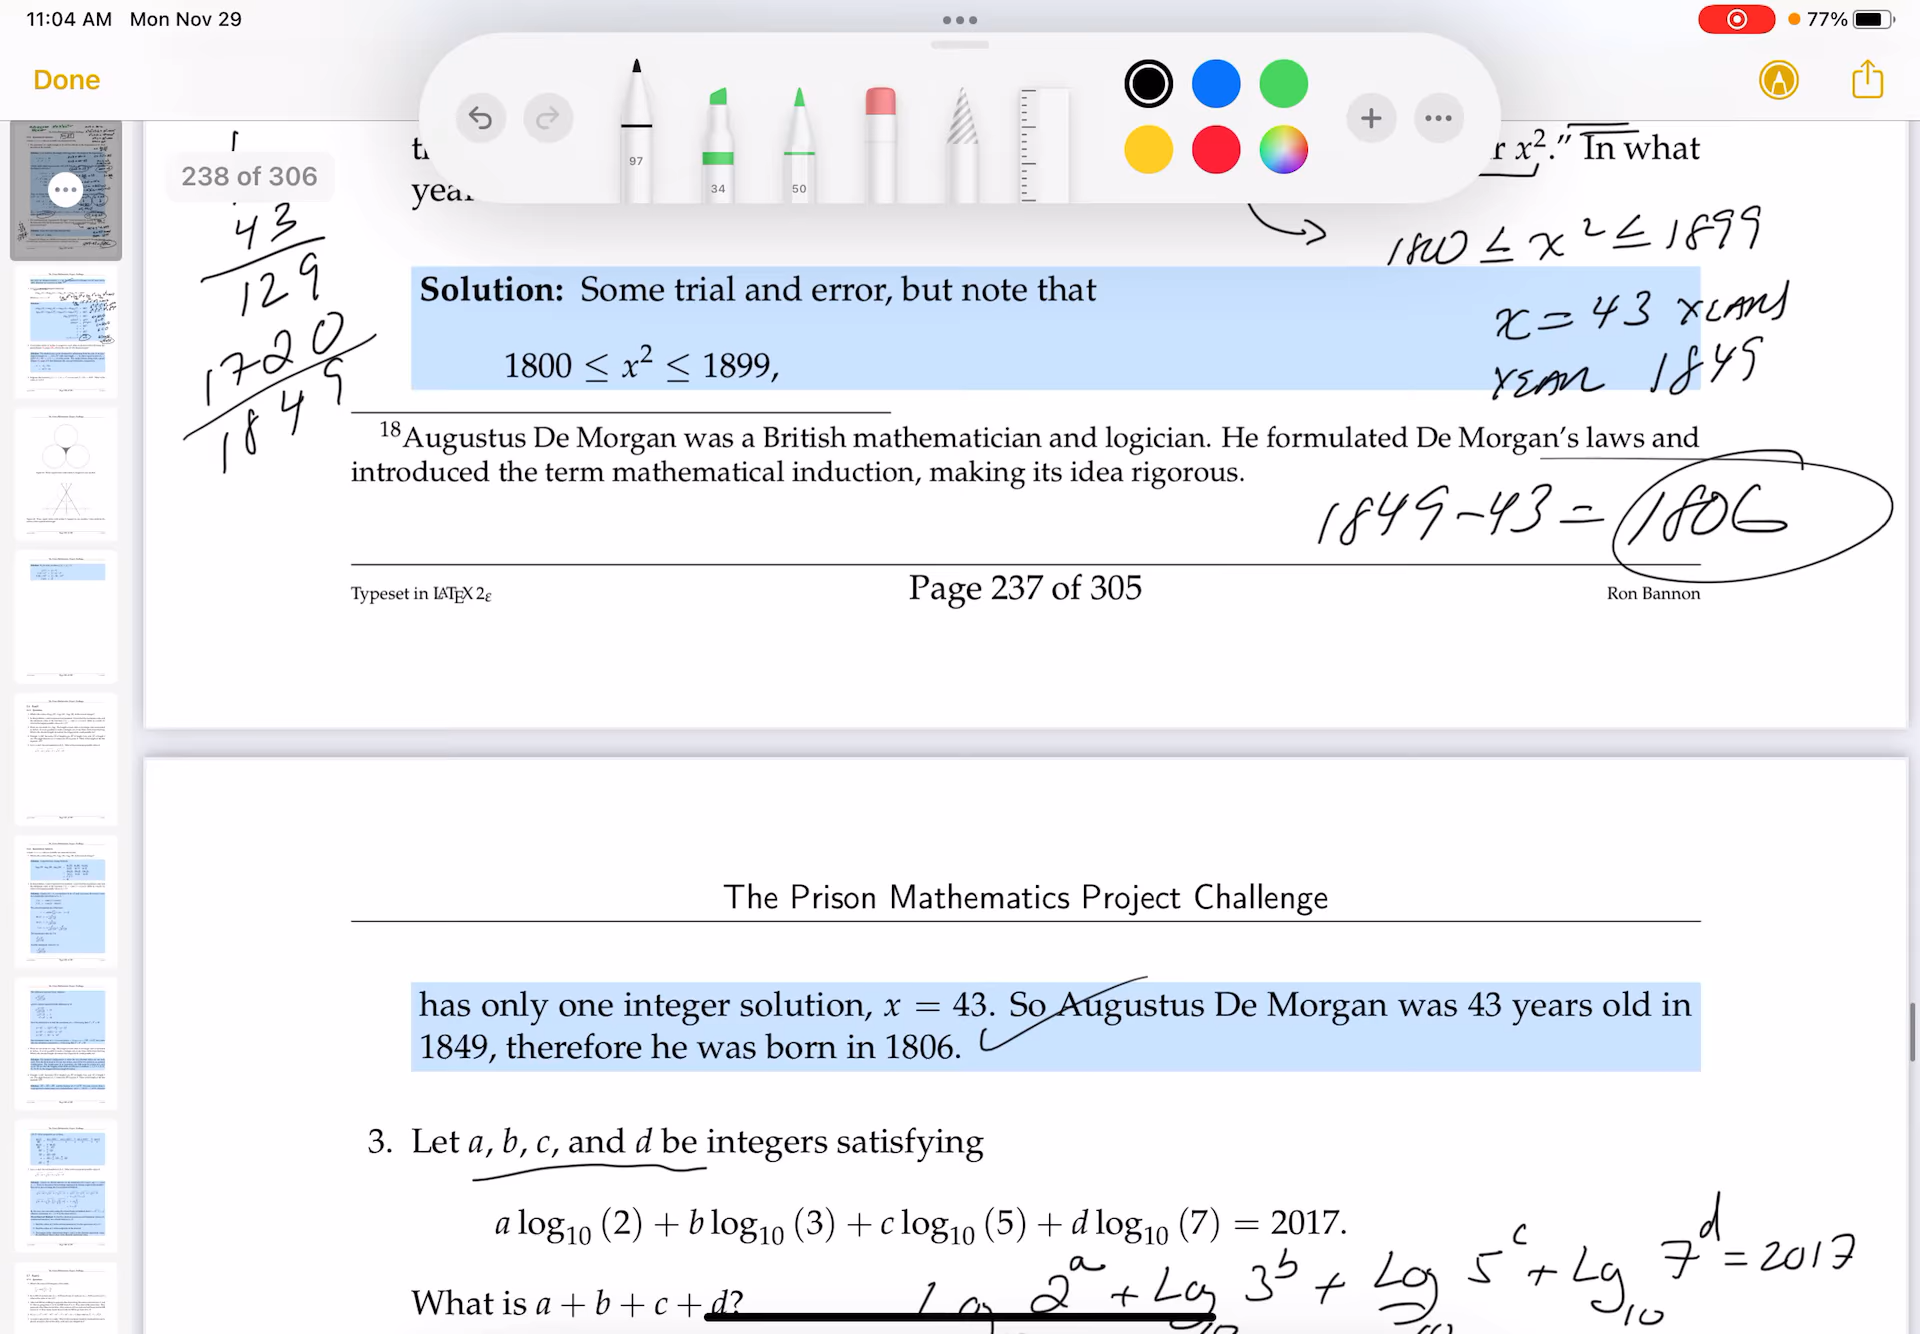 11:04 AM Mon Nov 29
77%
Done
97
34
50
238 of 306
r x².” In what
43
129
1720
1849
1800 ≤ x² ≤ 1899
Solution: Some trial and error, but note that
x = 43 YEARS
1800 ≤ x² ≤ 1899,
YEAR 1849
¹⁸Augustus De Morgan was a British mathematician and logician. He formulated De Morgan’s laws and
introduced the term mathematical induction, making its idea rigorous.
1849-43 = 1806
Typeset in LATEX 2ε
Page 237 of 305
Ron Bannon
The Prison Mathematics Project Challenge
has only one integer solution, x = 43. So Augustus De Morgan was 43 years old in
1849, therefore he was born in 1806.
3. Let a, b, c, and d be integers satisfying
a log₁₀ (2) + b log₁₀ (3) + c log₁₀ (5) + d log₁₀ (7) = 2017.
What is a + b + c + d?
Log 2ᵃ + Log 3ᵇ + Log 5ᶜ + Log₁₀ 7ᵈ = 2017